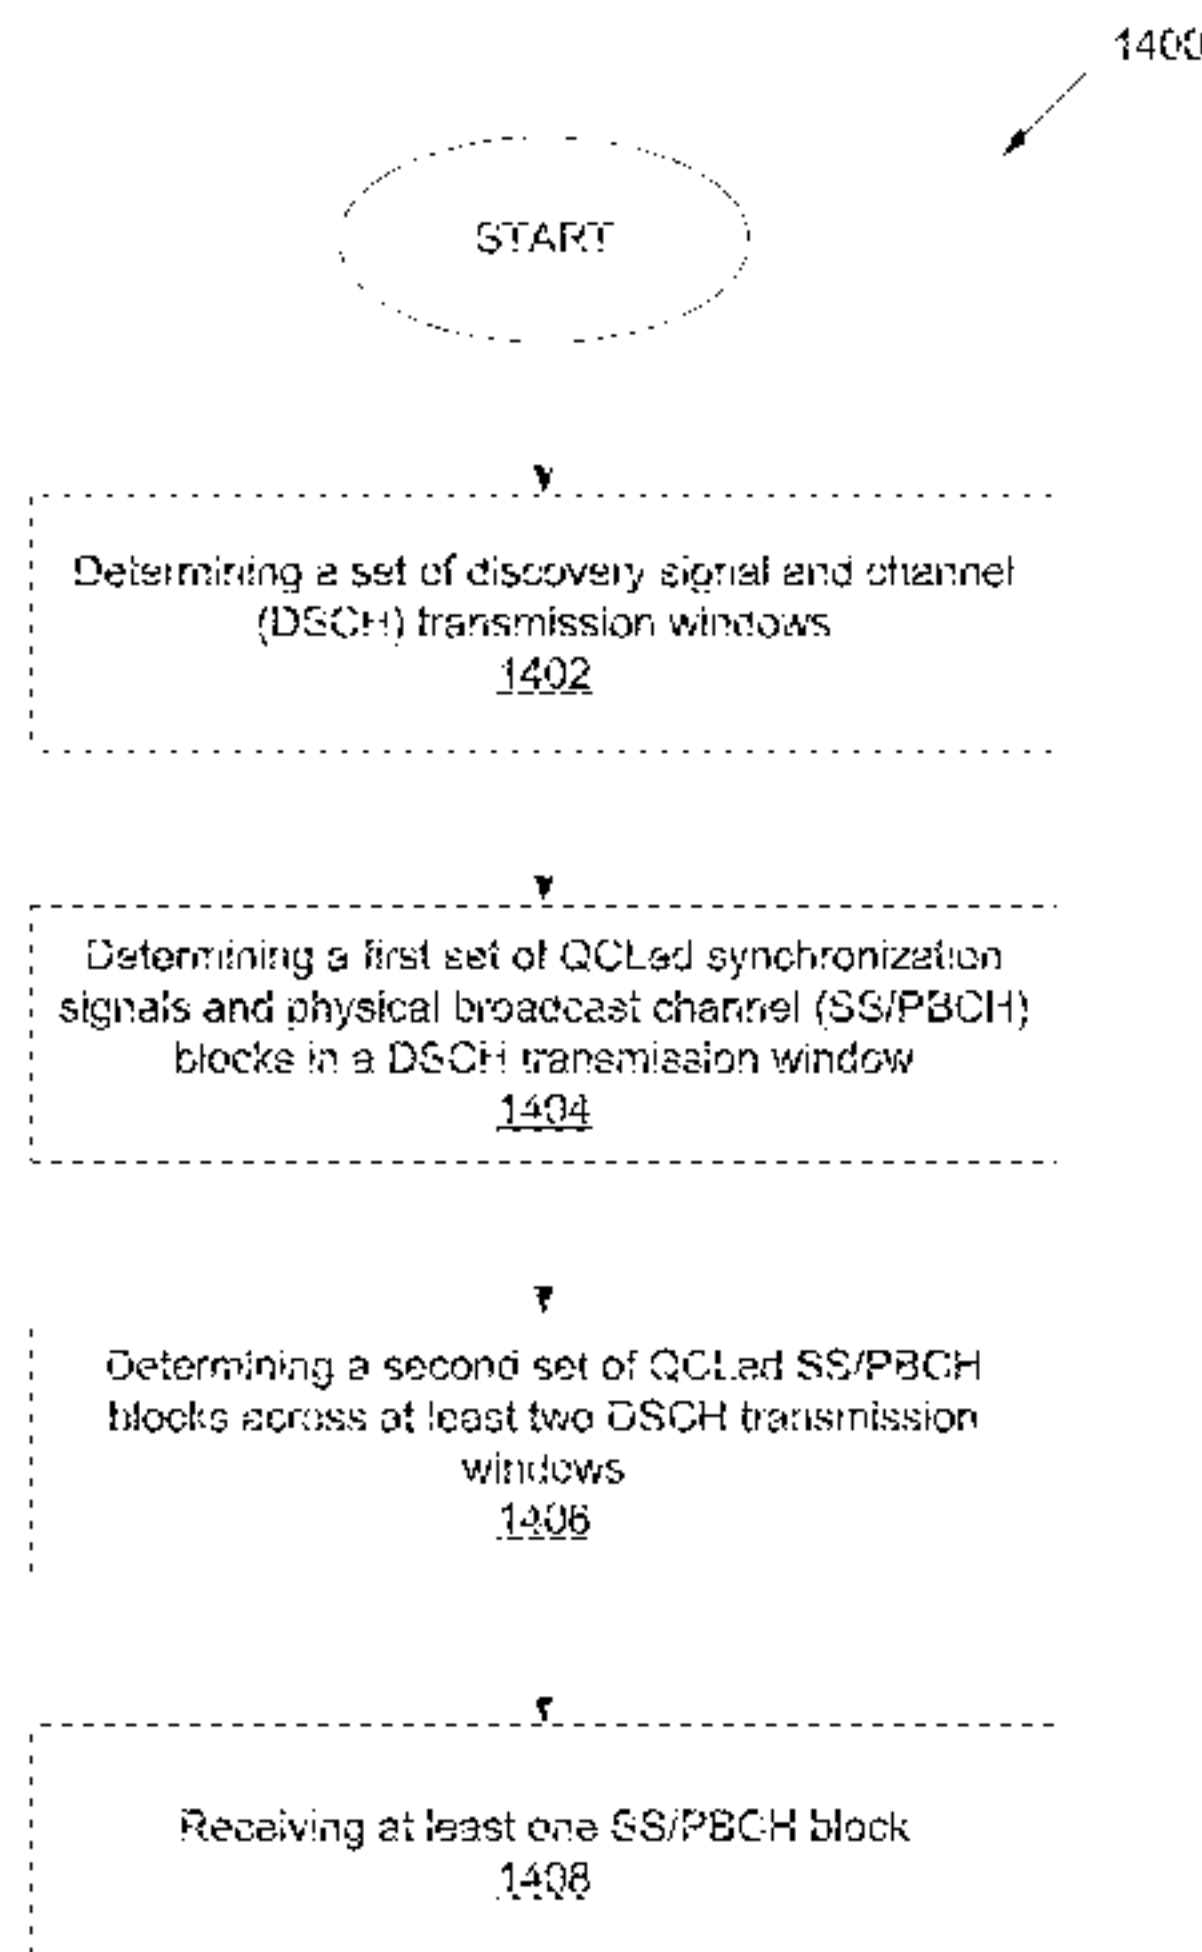 1400
START
Determining a set of discovery signal and channel
(DSCH) transmission windows
1402
Determining a first set of QCLed synchronization
signals and physical broadcast channel (SS/PBCH)
blocks in a DSCH transmission window
1404
Determining a second set of QCLed SS/PBCH
blocks across at least two DSCH transmission
windows
1406
Receiving at least one SS/PBCH block
1408